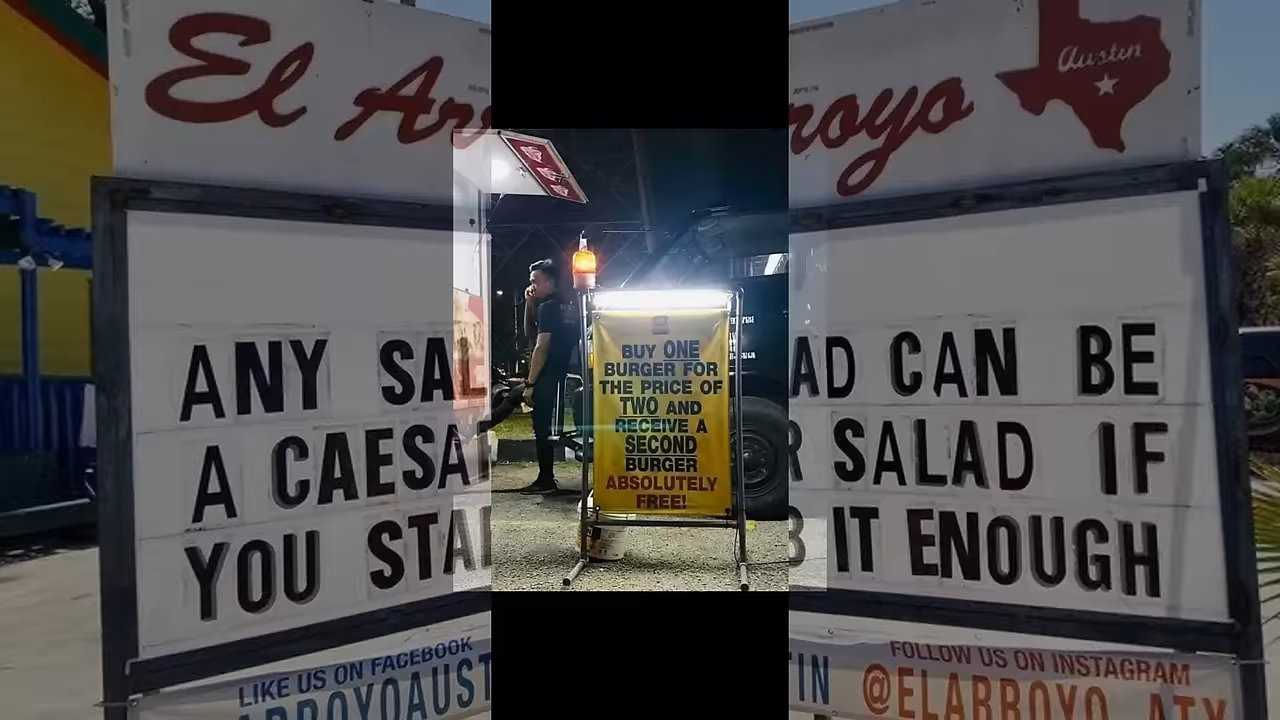 El Arroyo
Austin
ANY SALAD CAN BE
A CAESAR SALAD IF
YOU STAB IT ENOUGH
LIKE US ON FACEBOOK
FOLLOW US ON INSTAGRAM
@ELARROYO_ATX
BUY ONE
BURGER FOR
THE PRICE OF
TWO AND
RECEIVE A
SECOND
BURGER
ABSOLUTELY
FREE!